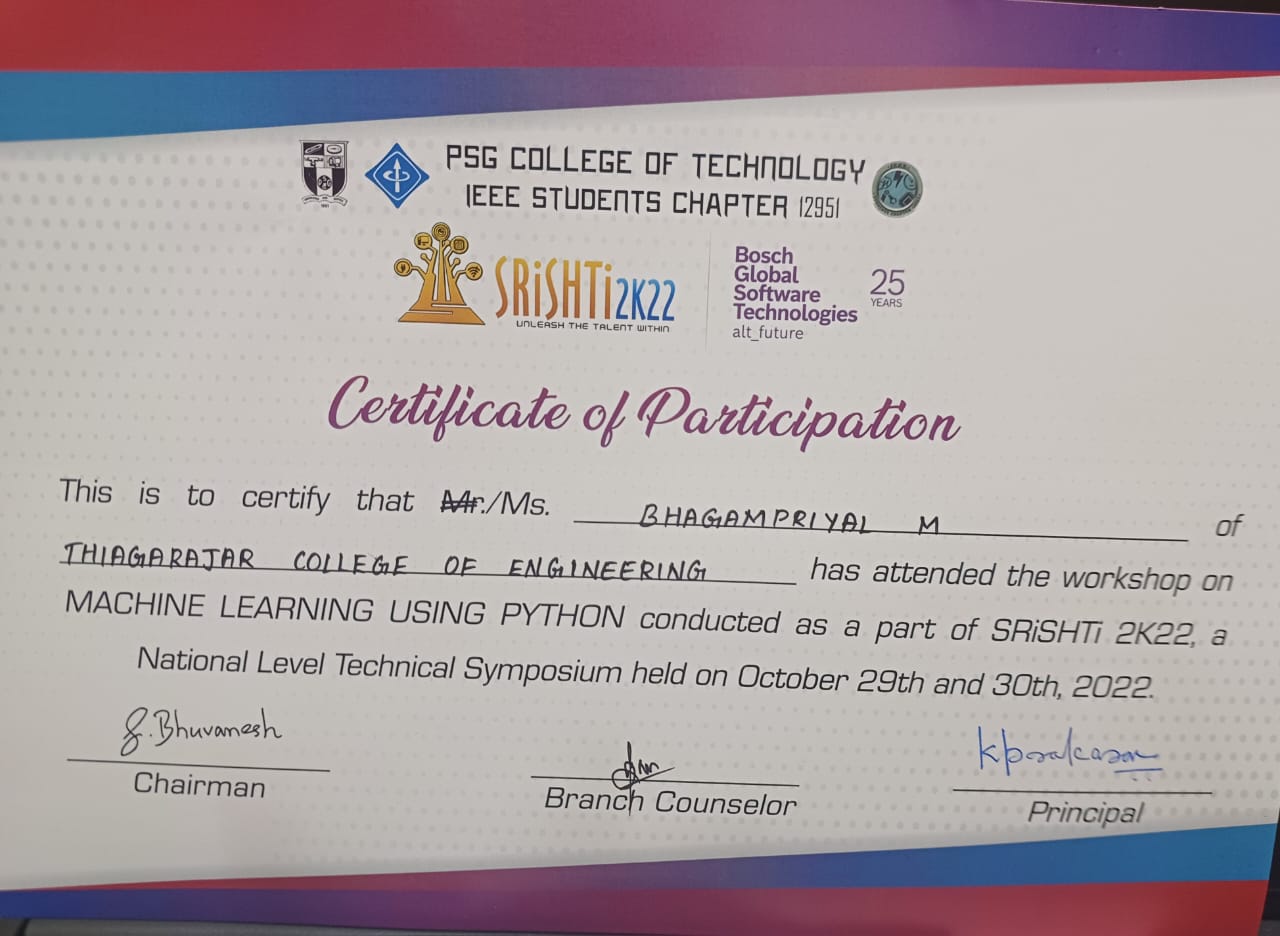 PSG COLLEGE OF TECHNOLOGY
IEEE STUDENTS CHAPTER 12951
SRiSHTi2K22
UNLEASH THE TALENT WITHIN
Bosch
Global
Software
Technologies
alt_future
25
YEARS
Certificate of Participation
This is to certify that Mr./Ms. BHAGAMPRIYAL M of
THIAGARAJAR COLLEGE OF ENGINEERING has attended the workshop on
MACHINE LEARNING USING PYTHON conducted as a part of SRiSHTi 2K22, a
National Level Technical Symposium held on October 29th and 30th, 2022.
g.Bhuvanesh
Chairman
Branch Counselor
Principal